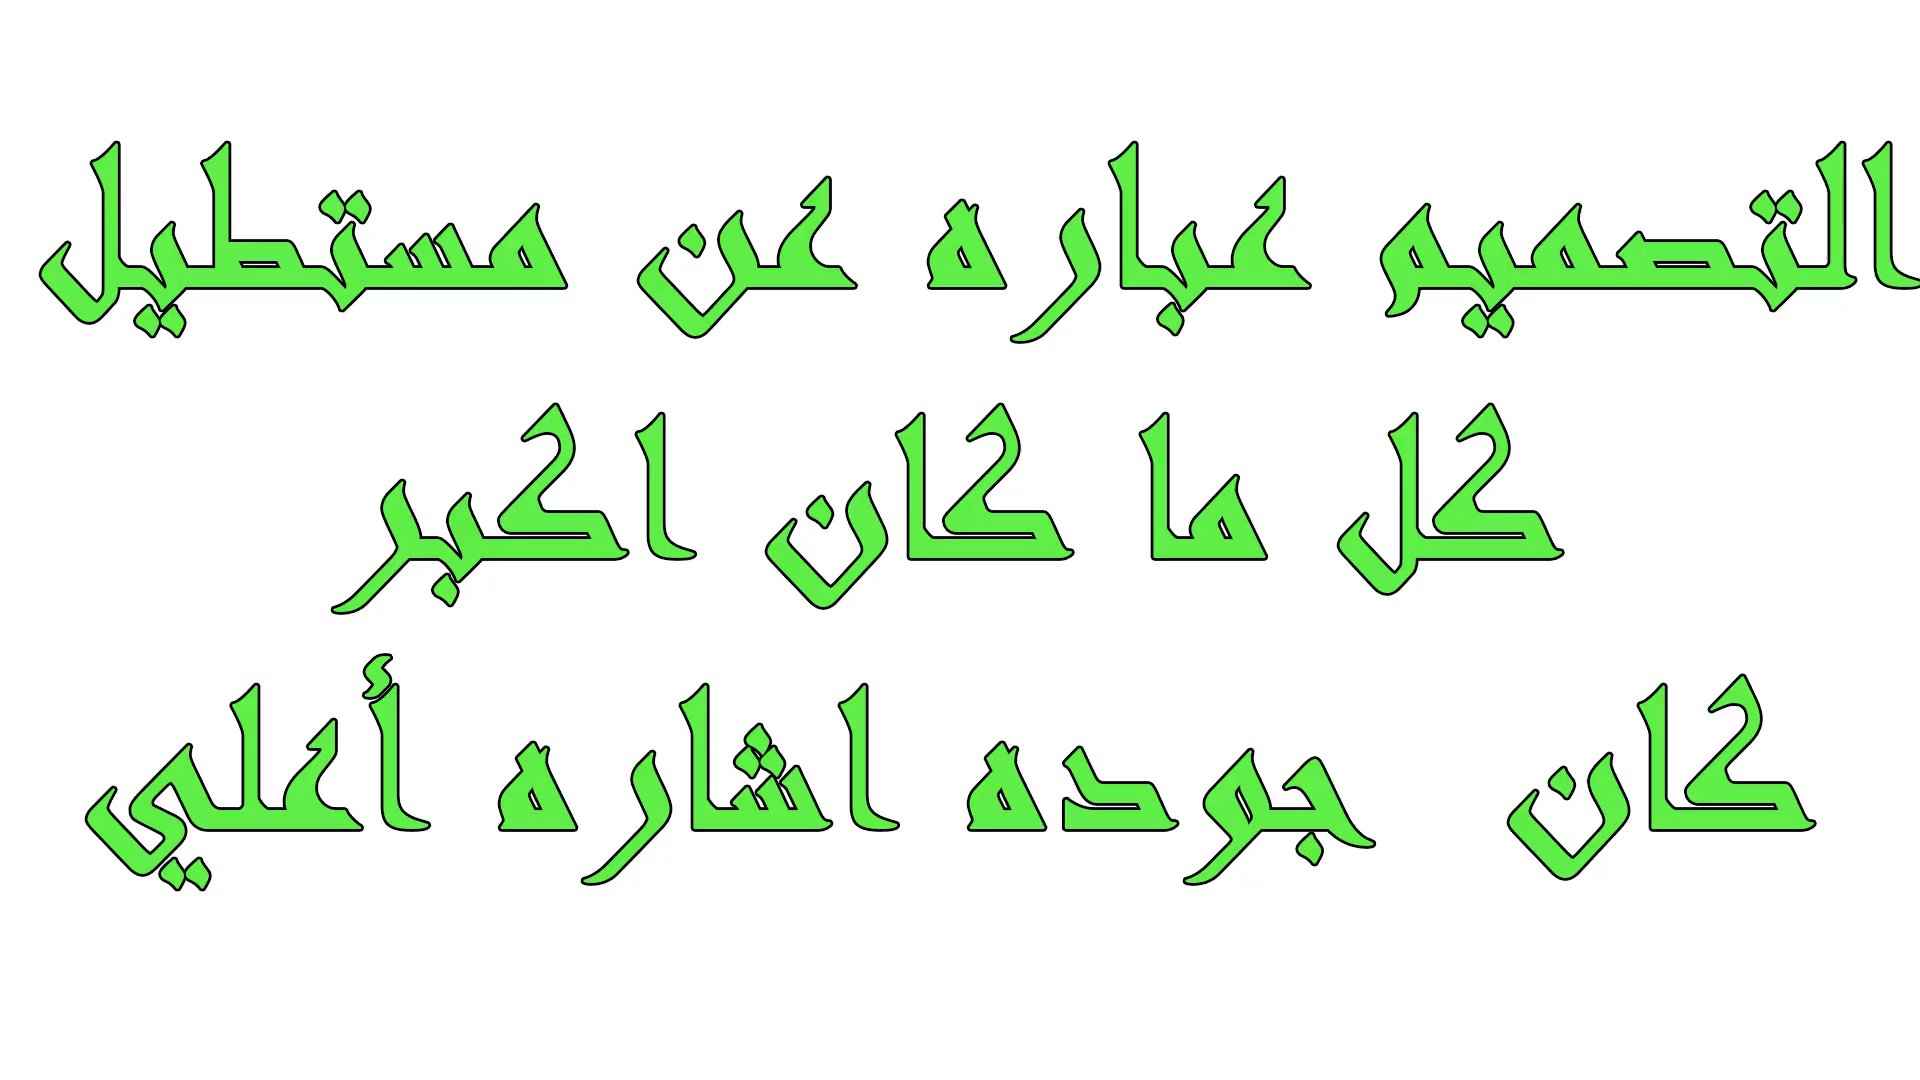 التصميم عباره عن مستطيل
كل ما كان اكبر
كان جوده اشاره أعلي